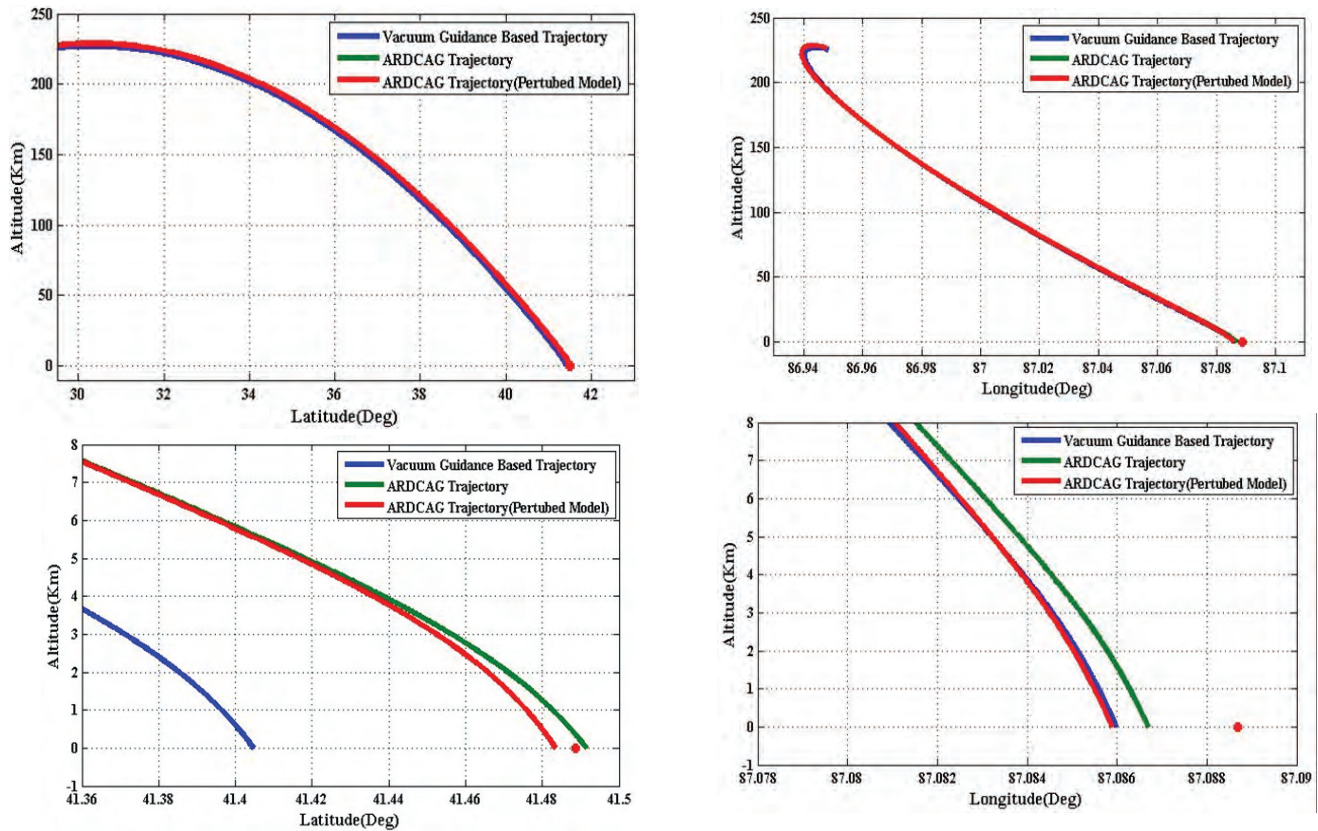 250
200
150
100
50
0
Altitude(Km)
Vacuum Guidance Based Trajectory
ARDCAG Trajectory
ARDCAG Trajectory(Pertubed Model)
30 32 34 36 38 40 42
Latitude(Deg)
250
200
150
100
50
0
Altitude(Km)
Vacuum Guidance Based Trajectory
ARDCAG Trajectory
ARDCAG Trajectory(Pertubed Model)
86.94 86.96 86.98 87 87.02 87.04 87.06 87.08 87.1
Longitude(Deg)
8
7
6
5
4
3
2
1
0
-1
Altitude(Km)
Vacuum Guidance Based Trajectory
ARDCAG Trajectory
ARDCAG Trajectory(Pertubed Model)
41.36 41.38 41.4 41.42 41.44 41.46 41.48 41.5
Latitude(Deg)
8
7
6
5
4
3
2
1
0
-1
Altitude(Km)
Vacuum Guidance Based Trajectory
ARDCAG Trajectory
ARDCAG Trajectory(Pertubed Model)
87.078 87.08 87.082 87.084 87.086 87.088 87.09
Longitude(Deg)